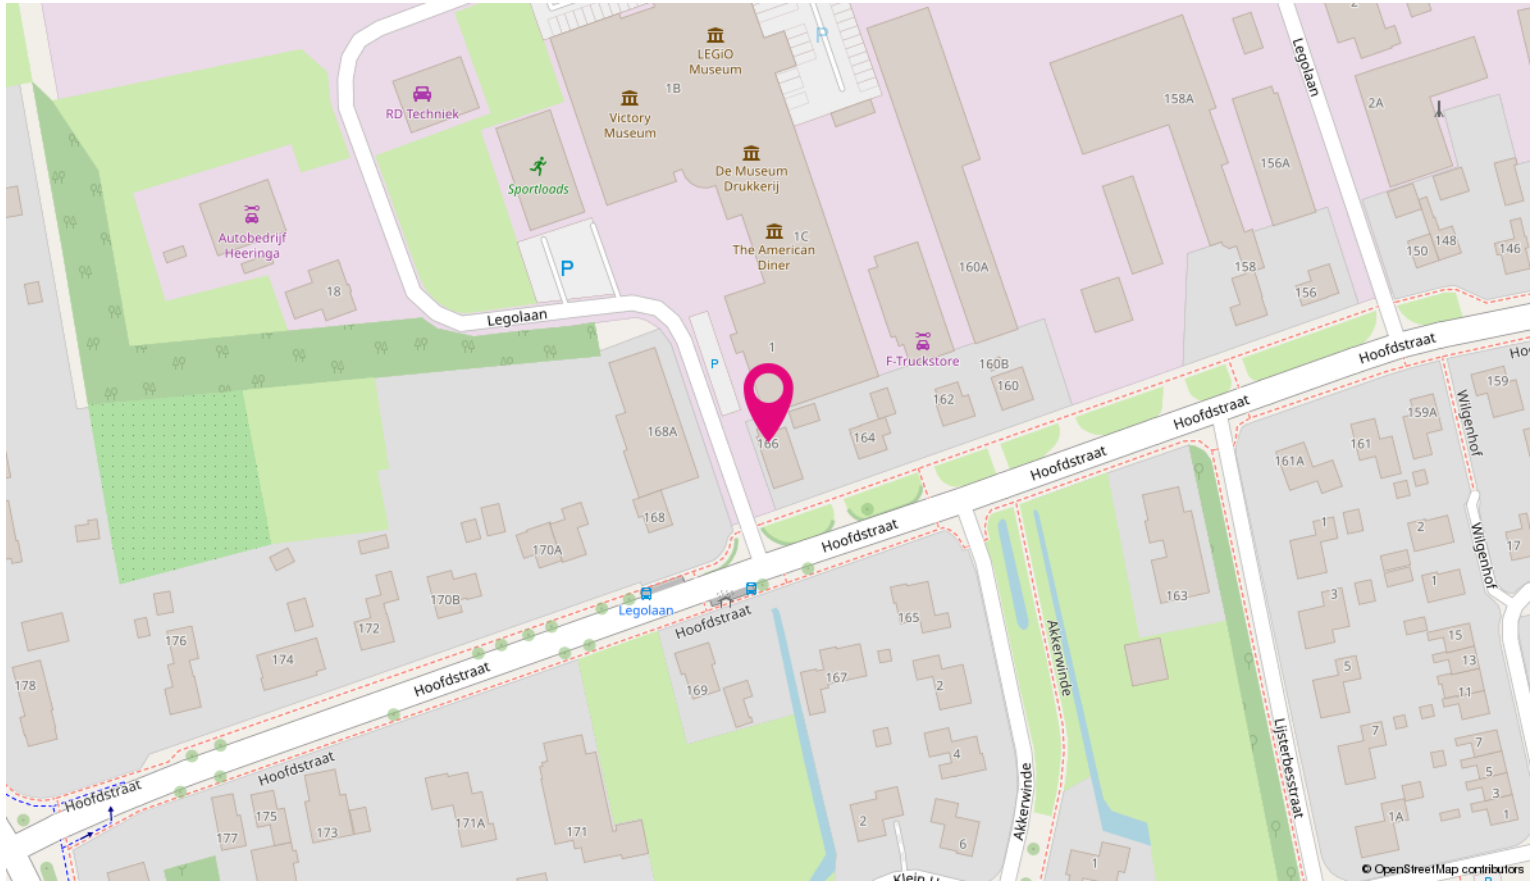 P
LEGiO
Museum
Legolaan
2
1B
158A
2A
RD Techniek
Victory
Museum
De Museum
Drukkerij
156A
Sportloads
Autobedrijf
Heeringa
1C
The American
Diner
P
160A
158
150
148
146
18
156
Legolaan
1
F-Truckstore
Hoofdstraat
P
160B
160
162
159
Wilgenhof
159A
Hoofdstraat
168A
166
164
161
161A
Hoofdstraat
168
1
2
Wilgenhof
17
170A
Hoofdstraat
1
170B
Legolaan
163
3
172
Hoofdstraat
165
Akkerwinde
176
15
174
13
5
178
Hoofdstraat
169
167
2
11
Lijsterbesstraat
7
7
Hoofdstraat
4
5
Hoofdstraat
3
Akkerwinde
177
175
173
171A
171
2
6
1A
1
1
© OpenStreetMap contributors